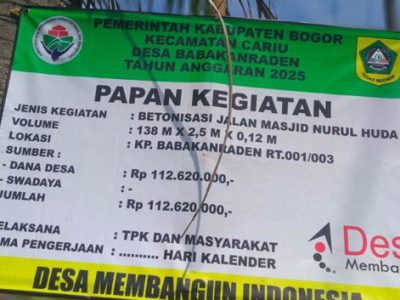 PEMERINTAH KABUPATEN BOGOR
KECAMATAN CARIU
DESA BABAKANRADEN
TAHUN ANGGARAN 2025
PAPAN KEGIATAN
JENIS KEGIATAN : BETONISASI JALAN MASJID NURUL HUDA
VOLUME : 138 M X 2,5 M X 0,12 M
LOKASI : KP. BABAKANRADEN RT.001/003
SUMBER :
- DANA DESA : Rp 112.620.000,-
- SWADAYA : -
JUMLAH : Rp 112.620.000,-
ELAKSANA : TPK DAN MASYARAKAT
MA PENGERJAAN : .......... HARI KALENDER
Des
Memba
DESA MEMBANGUN INDONESIA